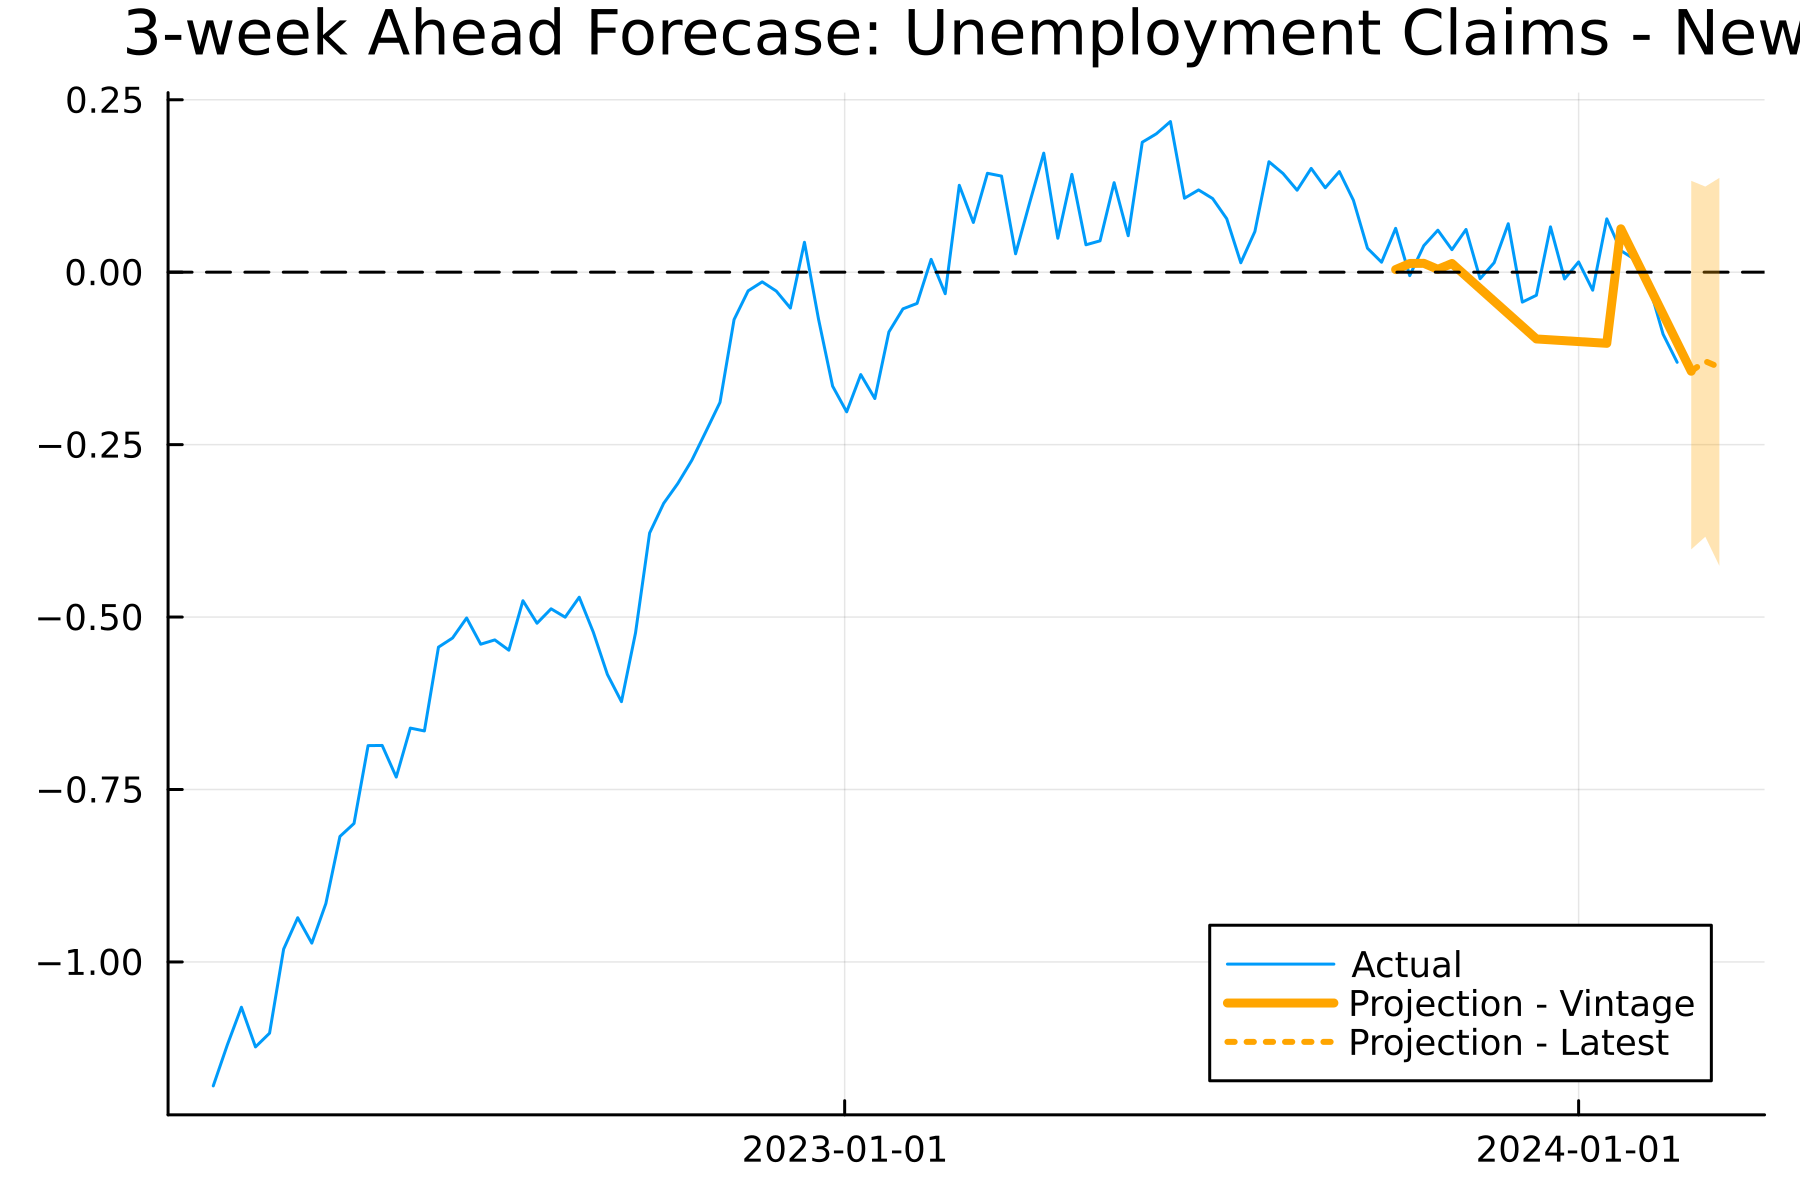 3-week Ahead Forecase: Unemployment Claims - New
0.25
0.00
−0.25
−0.50
−0.75
−1.00
Actual
Projection - Vintage
Projection - Latest
2023-01-01 2024-01-01